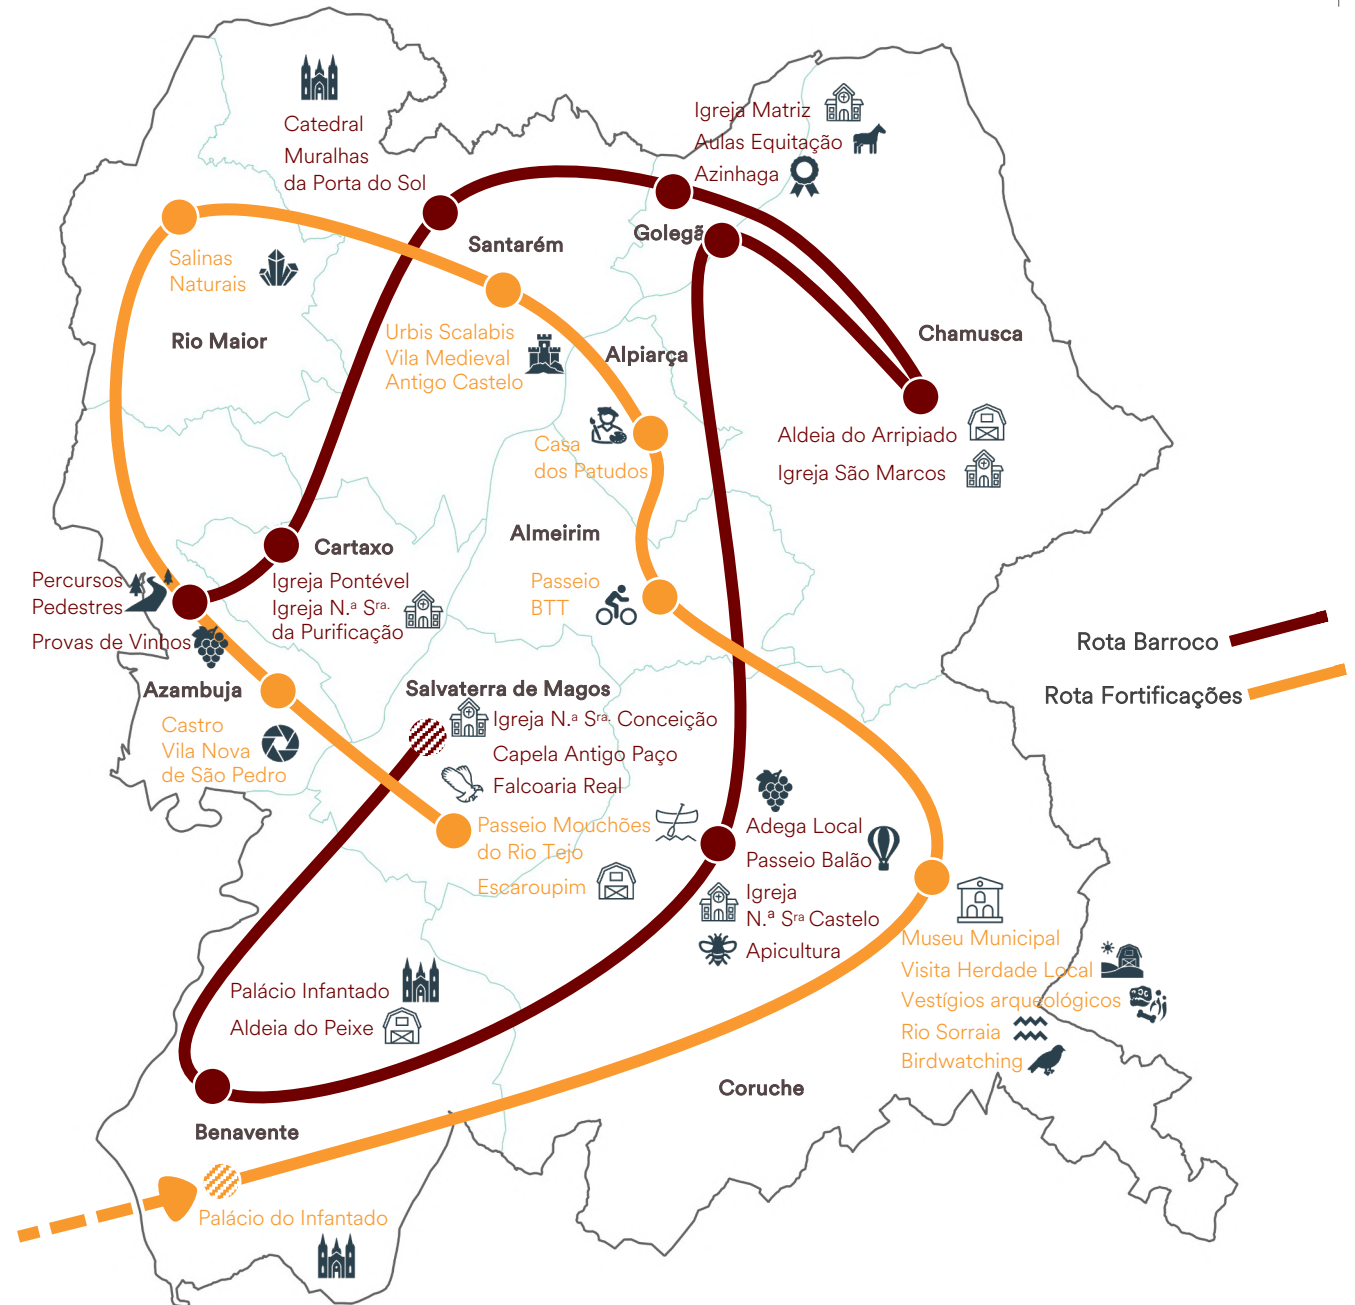 Catedral
Muralhas
da Porta do Sol
Igreja Matriz
Aulas Equitação
Azinhaga
Santarém
Golegã
Salinas
Naturais
Rio Maior
Urbis Scalabis
Vila Medieval
Antigo Castelo
Alpiarça
Chamusca
Casa
dos Patudos
Aldeia do Arripiado
Igreja São Marcos
Almeirim
Cartaxo
Igreja Pontével
Igreja N.ª Sra.
da Purificação
Percursos
Pedestres
Provas de Vinhos
Passeio
BTT
Rota Barroco
Rota Fortificações
Azambuja
Castro
Vila Nova
de São Pedro
Salvaterra de Magos
Igreja N.ª Sra. Conceição
Capela Antigo Paço
Falcoaria Real
Passeio Mouchões
do Rio Tejo
Escaroupim
Adega Local
Passeio Balão
Igreja
N.ª Sra Castelo
Apicultura
Museu Municipal
Visita Herdade Local
Vestígios arqueológicos
Rio Sorraia
Birdwatching
Palácio Infantado
Aldeia do Peixe
Coruche
Benavente
Palácio do Infantado